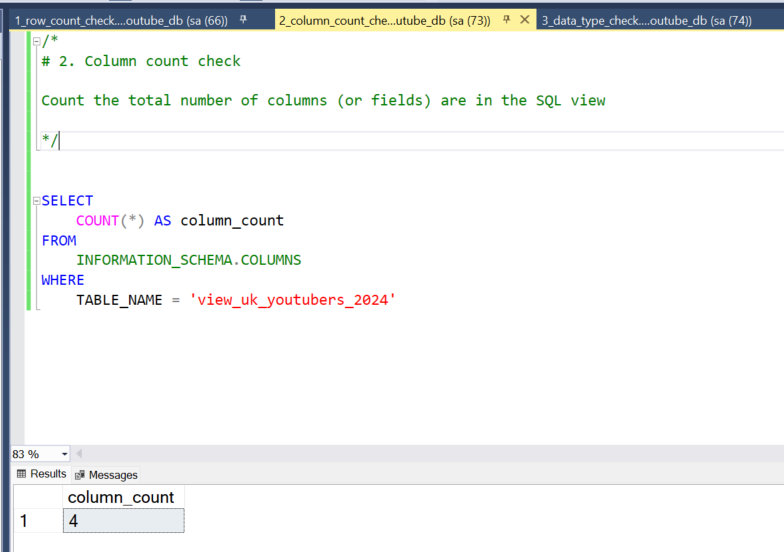 1_row_count_check....outube_db (sa (66))
2_column_count_che...utube_db (sa (73))
3_data_type_check....outube_db (sa (74))
/*
# 2. Column count check
Count the total number of columns (or fields) are in the SQL view
*/
SELECT
COUNT(*) AS column_count
FROM
INFORMATION_SCHEMA.COLUMNS
WHERE
TABLE_NAME = 'view_uk_youtubers_2024'
83 %
Results
Messages
column_count
1 4